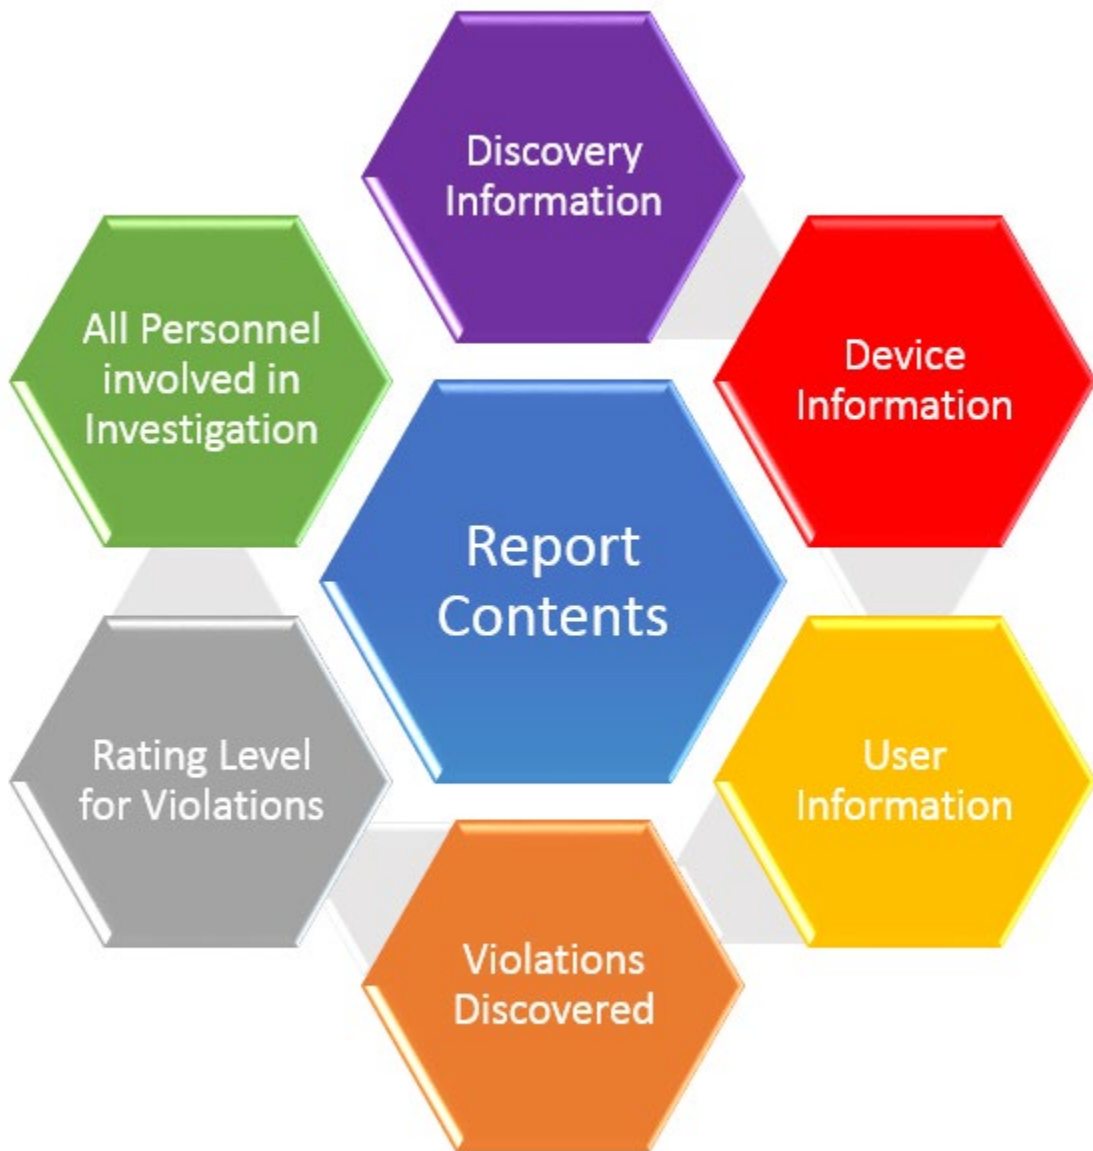 Discovery
Information
Device
Information
User
Information
Violations
Discovered
Rating Level
for Violations
All Personnel
involved in
Investigation
Report
Contents